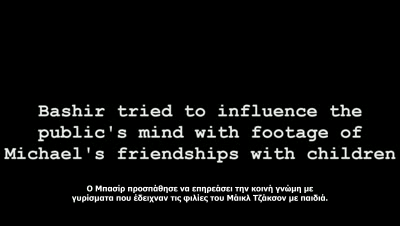 Bashir tried to influence the
public's mind with footage of
Michael's friendships with children
Ο Μπασίρ προσπάθησε να επηρεάσει την κοινή γνώμη με
γυρίσματα που έδειχναν τις φιλίες του Μάικλ Τζάκσον με παιδιά.